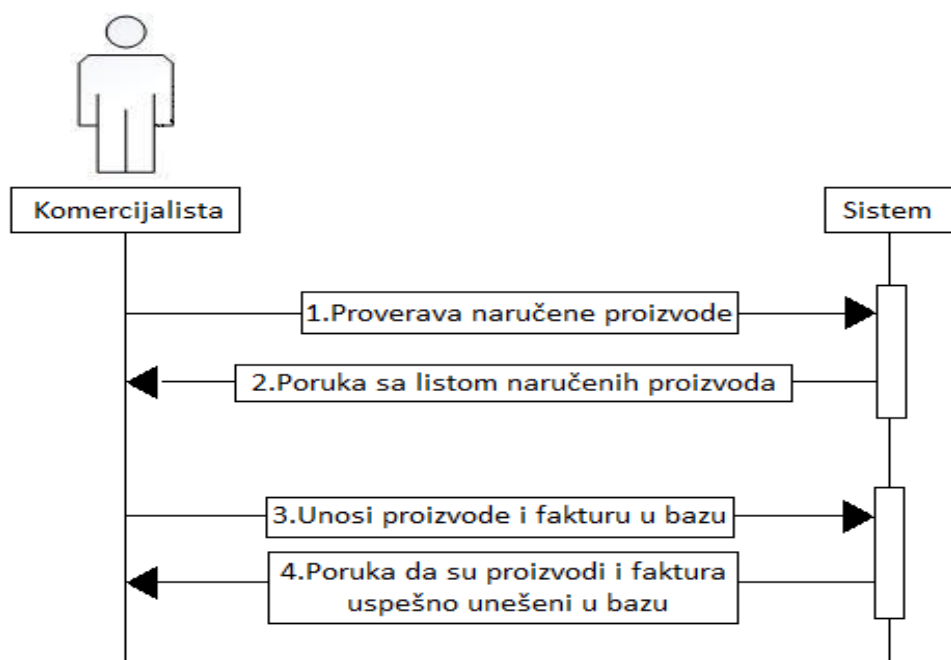 Komercijalista
Sistem
1.Proverava naručene proizvode
2.Poruka sa listom naručenih proizvoda
3.Unosi proizvode i fakturu u bazu
4.Poruka da su proizvodi i faktura
uspešno unešeni u bazu